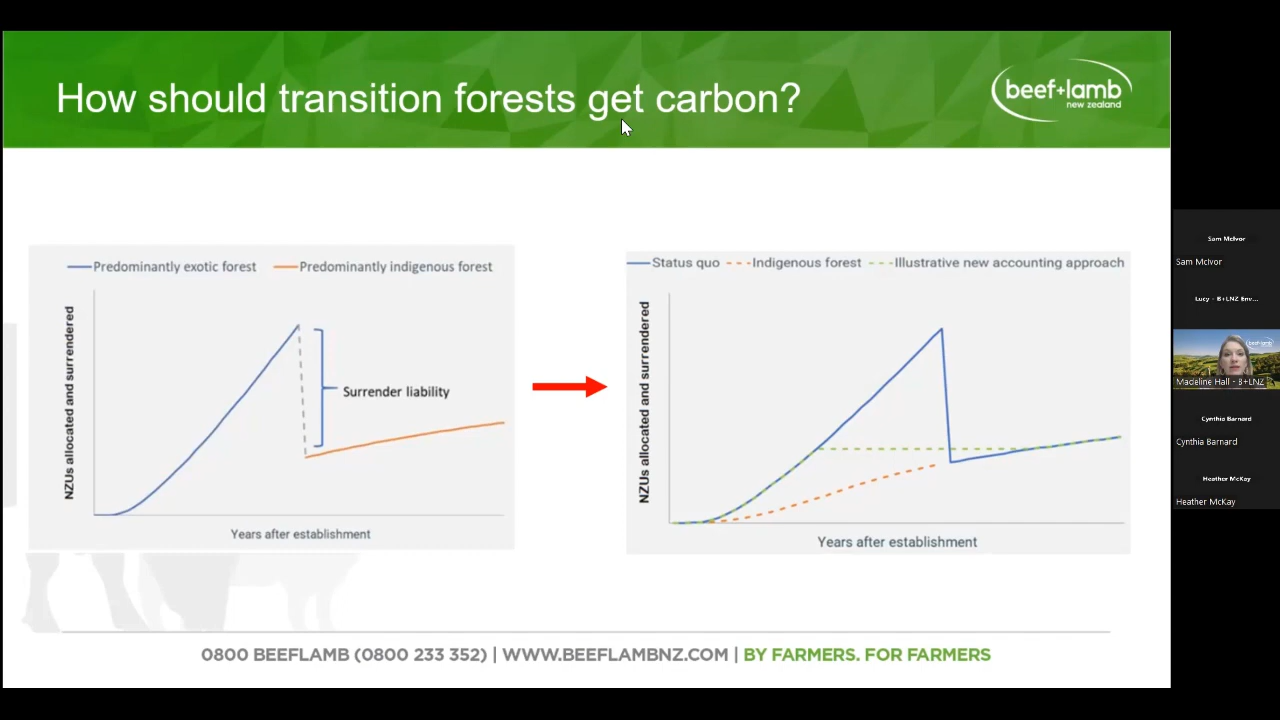 How should transition forests get carbon?
beef+lamb
new zealand
Predominantly exotic forest
Predominantly indigenous forest
NZUs allocated and surrendered
Surrender liability
Years after establishment
Status quo
Indigenous forest
Illustrative new accounting approach
NZUs allocated and surrendered
Years after establishment
0800 BEEFLAMB (0800 233 352) | WWW.BEEFLAMBNZ.COM | BY FARMERS. FOR FARMERS
Sam McIvor
Sam McIvor
Lucy - B+LNZ Env...
beef+lamb
Madeline Hall - B+LNZ
Cynthia Barnard
Cynthia Barnard
Heather McKay
Heather McKay